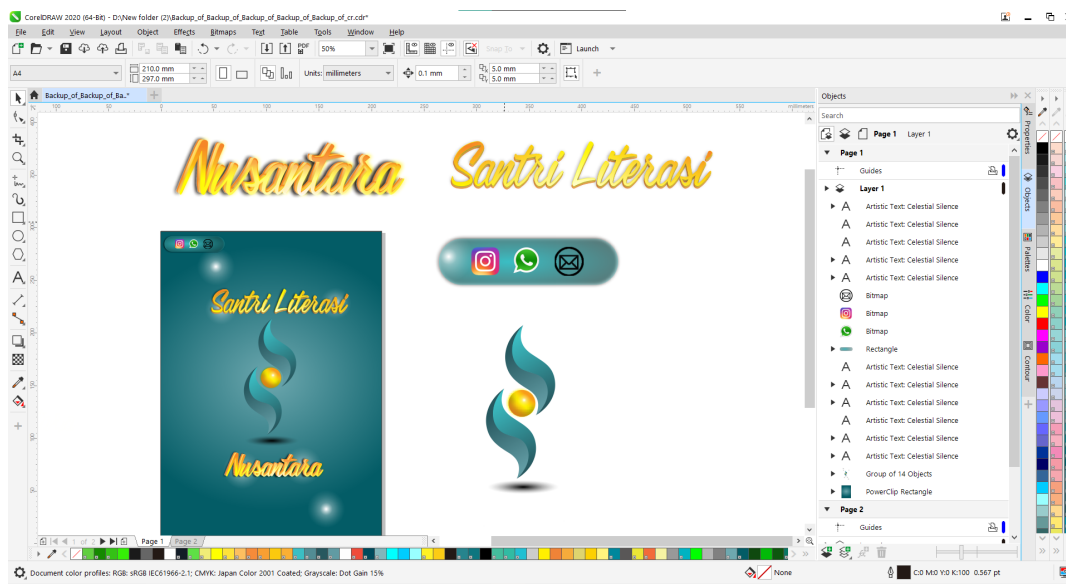 CorelDRAW 2020 (64-Bit) - D:\New folder (2)\Backup_of_Backup_of_Backup_of_Backup_of_Backup_of_cr.cdr*
File Edit View Layout Object Effects Bitmaps Text Table Tools Window Help
PDF 50% Snap To Launch
A4 210.0 mm 297.0 mm Units: millimeters 0.1 mm 5.0 mm 5.0 mm
Backup_of_Backup_of_Ba..*
millimeters
Nusantara
Santri Literasi
Santri Literasi
Nusantara
Objects
Search
Page 1 Layer 1
Page 1
Guides
Layer 1
Artistic Text: Celestial Silence
Artistic Text: Celestial Silence
Artistic Text: Celestial Silence
Artistic Text: Celestial Silence
Artistic Text: Celestial Silence
Bitmap
Bitmap
Bitmap
Rectangle
Artistic Text: Celestial Silence
Artistic Text: Celestial Silence
Artistic Text: Celestial Silence
Artistic Text: Celestial Silence
Artistic Text: Celestial Silence
Artistic Text: Celestial Silence
Group of 14 Objects
PowerClip Rectangle
Page 2
Guides
Properties
Objects
Palettes
Color
Contour
1 of 2 Page 1 Page 2
Document color profiles: RGB: sRGB IEC61966-2.1; CMYK: Japan Color 2001 Coated; Grayscale: Dot Gain 15% None C:0 M:0 Y:0 K:100 0.567 pt